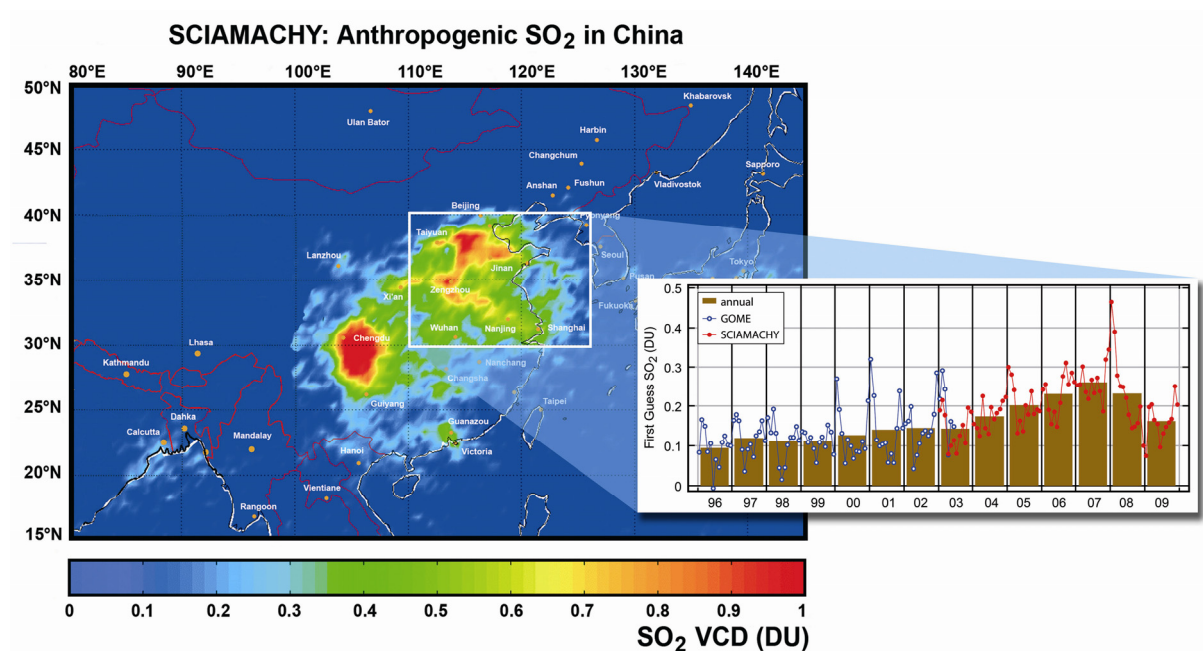 SCIAMACHY: Anthropogenic SO2 in China
80°E 90°E 100°E 110°E 120°E 130°E 140°E
50°N
45°N
40°N
35°N
30°N
25°N
20°N
15°N
Khabarovsk
Ulan Bator
Harbin
Changchum
Sapporo
Anshan Fushun
Vladivostok
Beijing
Pyonyang
Taiyuan
Seoul
Lanzhou
Jinan
Tokyo
Pusan
Xi'an
Zengzhou
Fukuoka
Wuhan Nanjing Shanghai
Chengdu
Lhasa
Kathmandu
Nanchang
Changsha
Guiyang
Taipei
Dahka
Guanazou
Calcutta
Mandalay
Hanoi
Victoria
Vientiane
Rangoon
0.5
0.4
0.3
0.2
0.1
0
First Guess SO2 (DU)
annual
GOME
SCIAMACHY
96 97 98 99 00 01 02 03 04 05 06 07 08 09
0 0.1 0.2 0.3 0.4 0.5 0.6 0.7 0.8 0.9 1
SO2 VCD (DU)